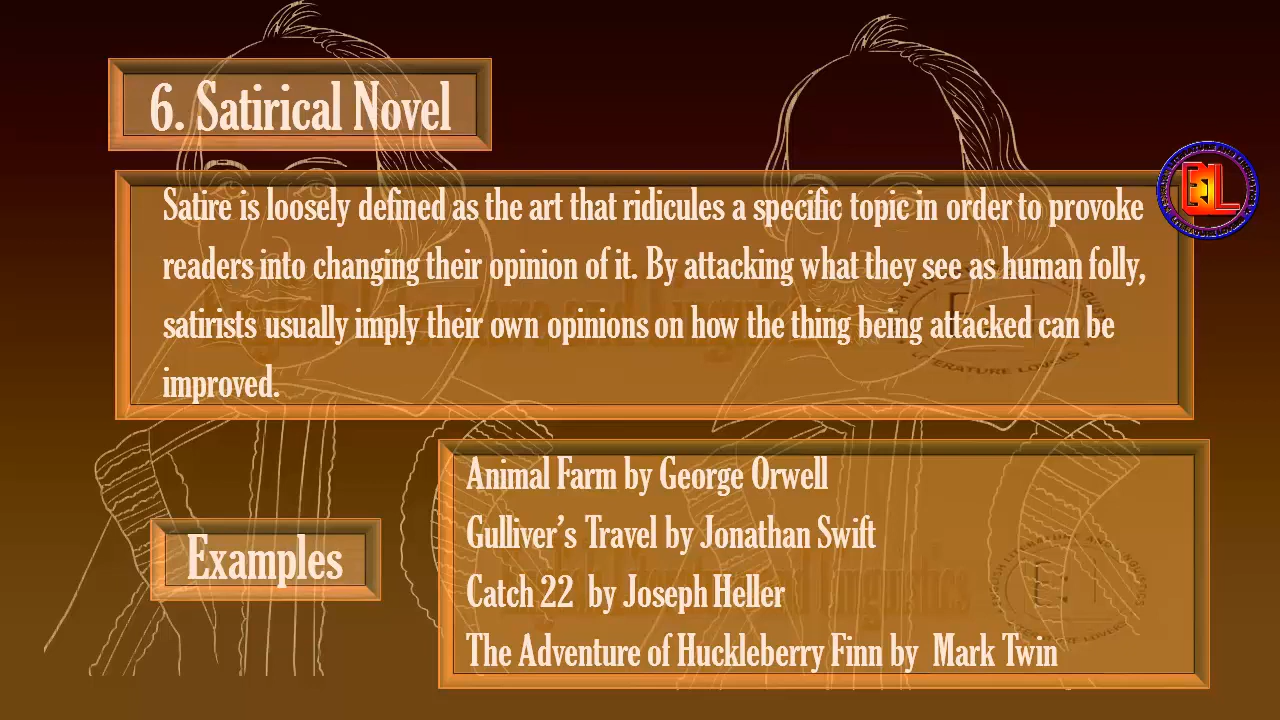 6. Satirical Novel
Satire is loosely defined as the art that ridicules a specific topic in order to provoke
readers into changing their opinion of it. By attacking what they see as human folly,
satirists usually imply their own opinions on how the thing being attacked can be
improved.
Examples
Animal Farm by George Orwell
Gulliver's Travel by Jonathan Swift
Catch 22 by Joseph Heller
The Adventure of Huckleberry Finn by Mark Twin